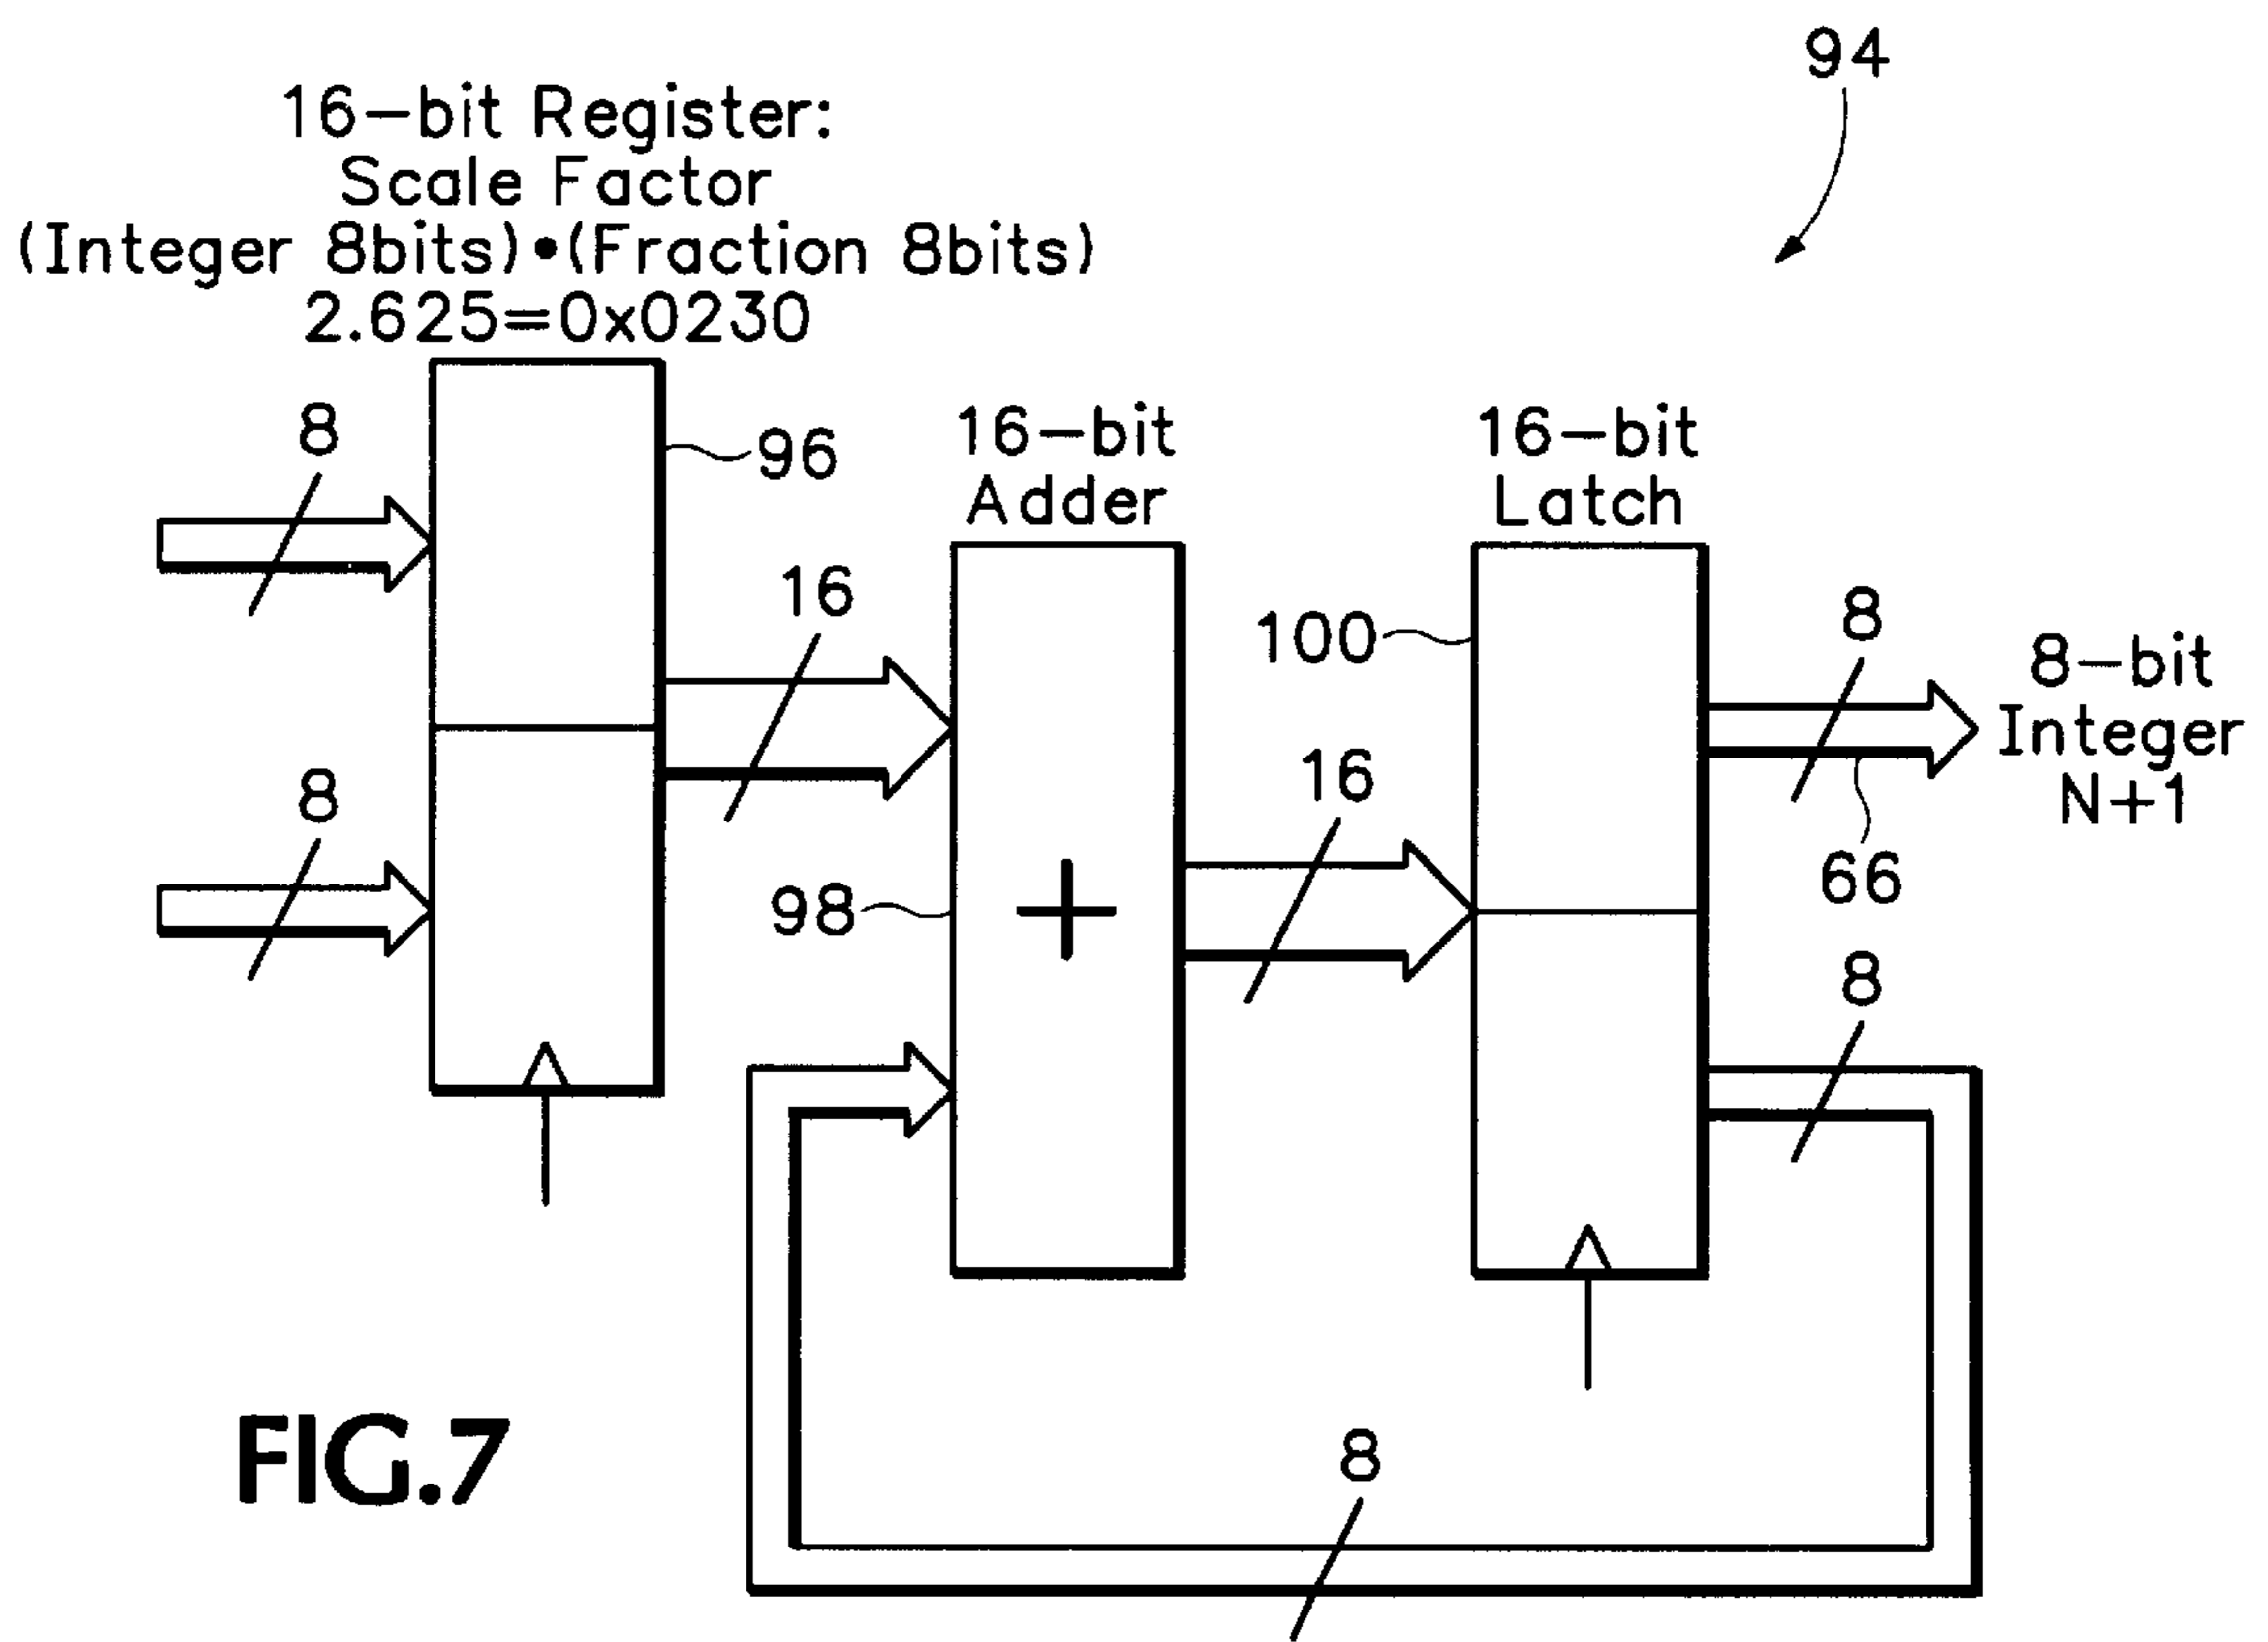 94
16-bit Register:
Scale Factor
(Integer 8bits)•(Fraction 8bits)
2.625=0x0230
8
96
16-bit
Adder
16-bit
Latch
16
100
8
8-bit
Integer
N+1
8
16
66
98
8
8
FIG.7